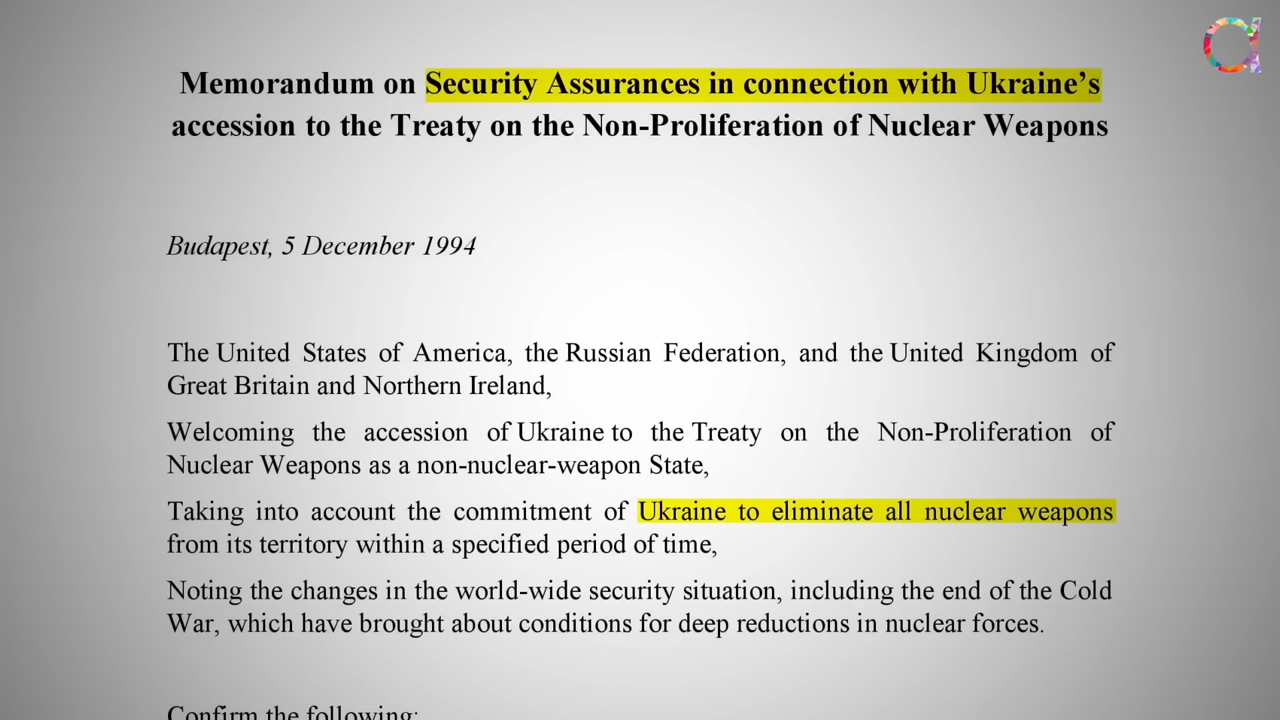 Memorandum on Security Assurances in connection with Ukraine’s
accession to the Treaty on the Non-Proliferation of Nuclear Weapons
Budapest, 5 December 1994
The United States of America, the Russian Federation, and the United Kingdom of
Great Britain and Northern Ireland,
Welcoming the accession of Ukraine to the Treaty on the Non-Proliferation of
Nuclear Weapons as a non-nuclear-weapon State,
Taking into account the commitment of Ukraine to eliminate all nuclear weapons
from its territory within a specified period of time,
Noting the changes in the world-wide security situation, including the end of the Cold
War, which have brought about conditions for deep reductions in nuclear forces.
Confirm the following: